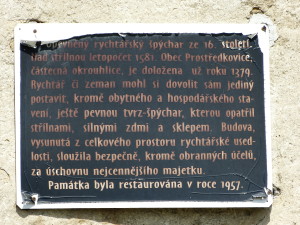 Opevněný rychtářský špýchar ze 16. století.
Nad střílnou letopočet 1581. Obec Prostředkovice,
částečná okrouhlice, je doložena už roku 1379.
Rychtář či zeman mohl si dovolit sám jediný
postavit, kromě obytného a hospodářského stavení,
ještě pevnou tvrz-špýchar, kterou opatřil
střílnami, silnými zdmi a sklepem. Budova,
vysunutá z celkového prostoru rychtářské used-
losti, sloužila bezpečně, kromě obranných účelů,
za úschovnu nejcennějšího majetku.
Památka byla restaurována v roce 1957.